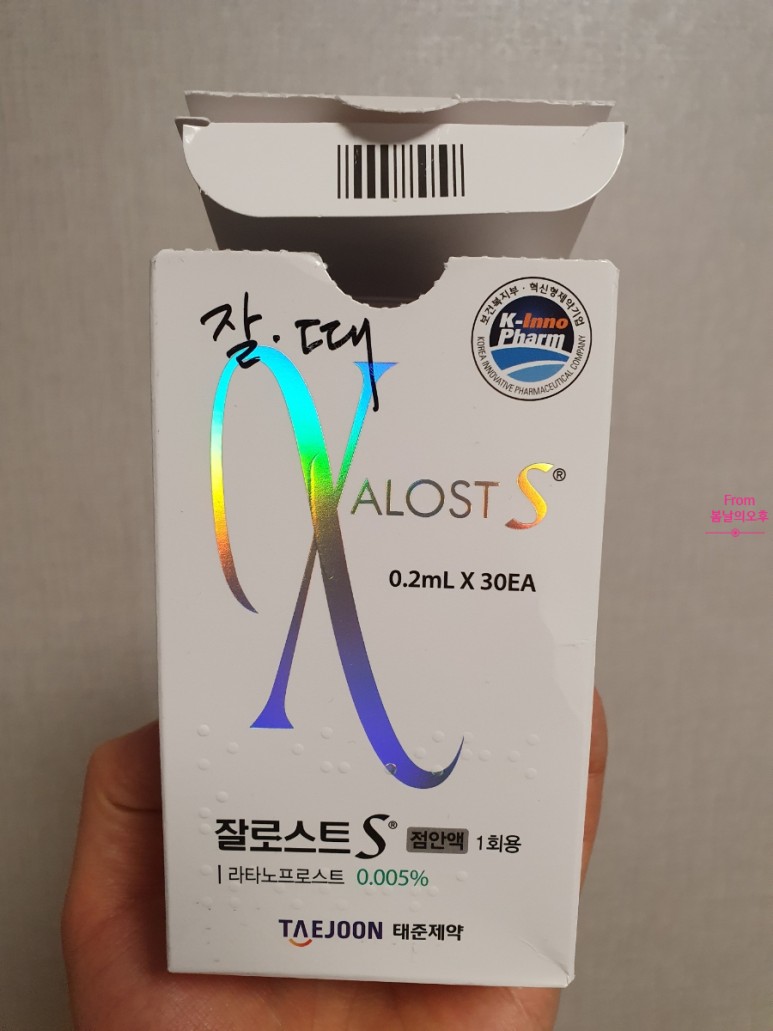 잘. 때
보건복지부 · 혁신형제약기업
K-Inno
Pharm
KOREA INNOVATIVE PHARMACEUTICAL COMPANY
XALOST S®
0.2mL X 30EA
From
봄날의오후
잘로스트 S® 점안액 1회용
라타노프로스트 0.005%
TAEJOON 태준제약